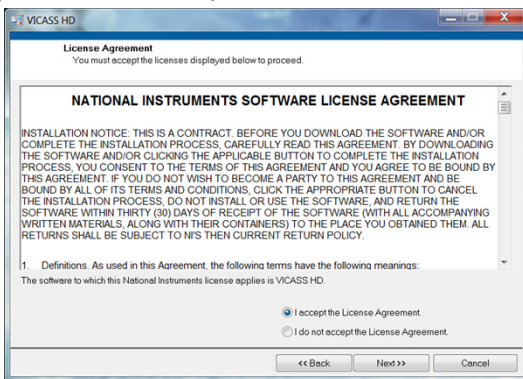 VICASS HD
License Agreement
You must accept the licenses displayed below to proceed.
NATIONAL INSTRUMENTS SOFTWARE LICENSE AGREEMENT
INSTALLATION NOTICE: THIS IS A CONTRACT. BEFORE YOU DOWNLOAD THE SOFTWARE AND/OR
COMPLETE THE INSTALLATION PROCESS, CAREFULLY READ THIS AGREEMENT. BY DOWNLOADING
THE SOFTWARE AND/OR CLICKING THE APPLICABLE BUTTON TO COMPLETE THE INSTALLATION
PROCESS, YOU CONSENT TO THE TERMS OF THIS AGREEMENT AND YOU AGREE TO BE BOUND BY
THIS AGREEMENT. IF YOU DO NOT WISH TO BECOME A PARTY TO THIS AGREEMENT AND BE
BOUND BY ALL OF ITS TERMS AND CONDITIONS, CLICK THE APPROPRIATE BUTTON TO CANCEL
THE INSTALLATION PROCESS, DO NOT INSTALL OR USE THE SOFTWARE, AND RETURN THE
SOFTWARE WITHIN THIRTY (30) DAYS OF RECEIPT OF THE SOFTWARE (WITH ALL ACCOMPANYING
WRITTEN MATERIALS, ALONG WITH THEIR CONTAINERS) TO THE PLACE YOU OBTAINED THEM. ALL
RETURNS SHALL BE SUBJECT TO NI'S THEN CURRENT RETURN POLICY.
1. Definitions. As used in this Agreement, the following terms have the following meanings:
The software to which this National Instruments license applies is VICASS HD.
I accept the License Agreement.
I do not accept the License Agreement.
<< Back Next >> Cancel